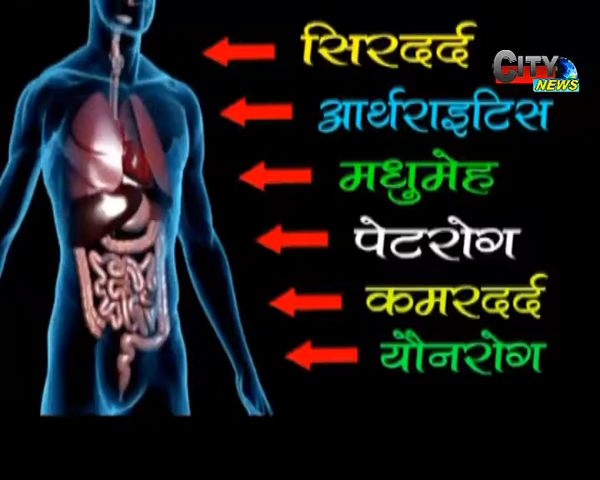 सिरदर्द
CITY
NEWS
आर्थराइटिस
मधुमेह
पेटरोग
कमरदर्द
यौनरोग